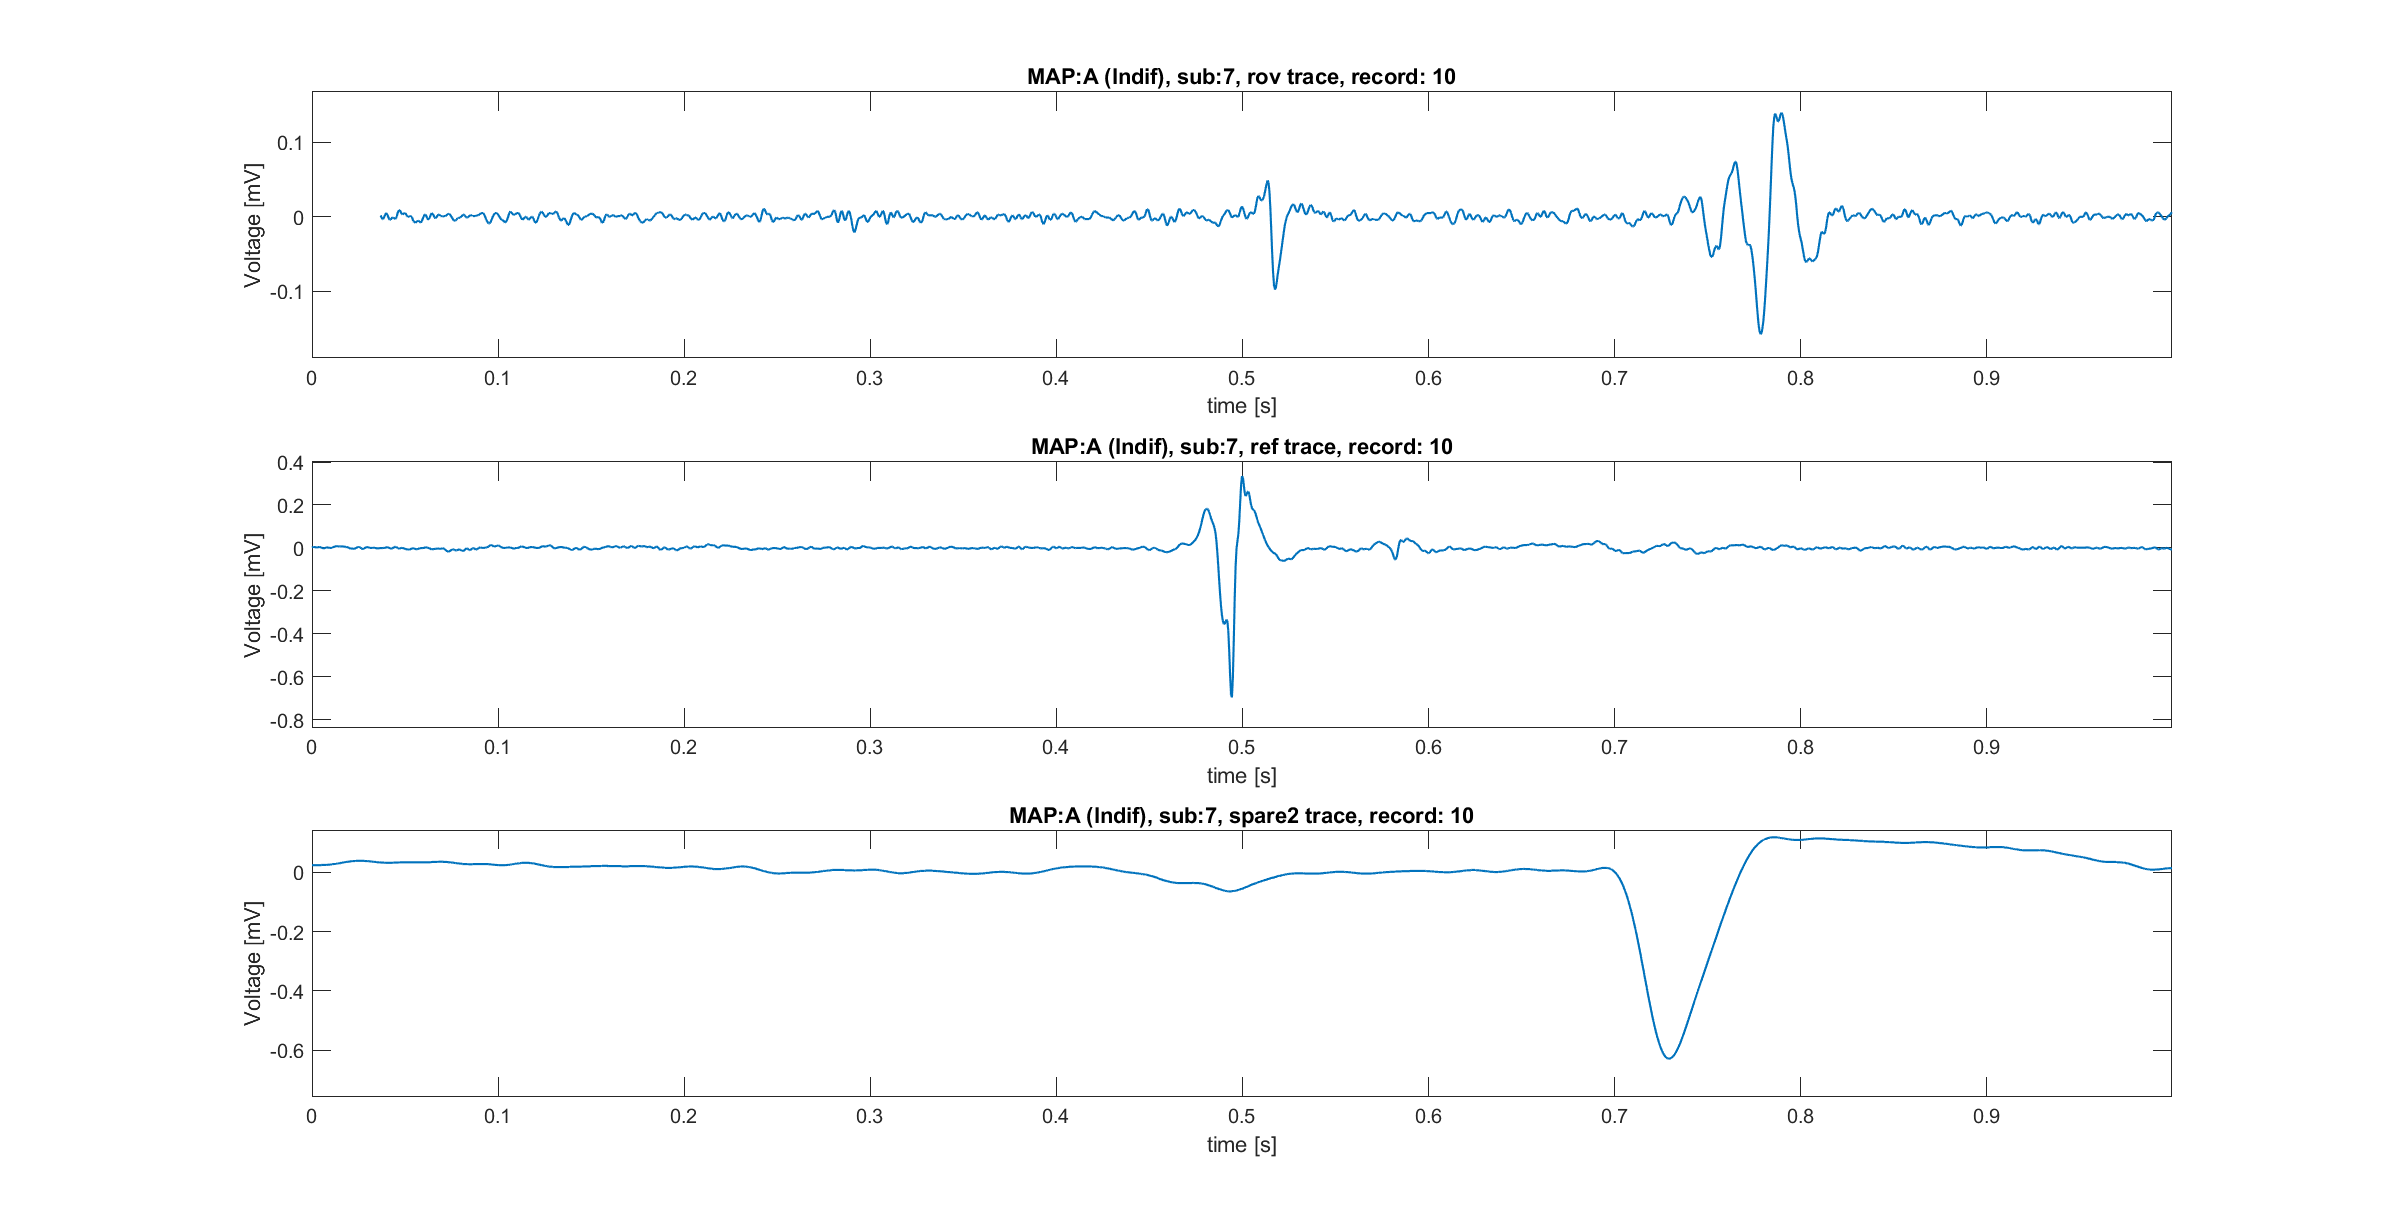 MAP:A (Indif), sub:7, rov trace, record: 10
Voltage [mV]
0.1
0
-0.1
0 0.1 0.2 0.3 0.4 0.5 0.6 0.7 0.8 0.9
time [s]
MAP:A (Indif), sub:7, ref trace, record: 10
Voltage [mV]
0.4
0.2
0
-0.2
-0.4
-0.6
-0.8
0 0.1 0.2 0.3 0.4 0.5 0.6 0.7 0.8 0.9
time [s]
MAP:A (Indif), sub:7, spare2 trace, record: 10
Voltage [mV]
0
-0.2
-0.4
-0.6
0 0.1 0.2 0.3 0.4 0.5 0.6 0.7 0.8 0.9
time [s]